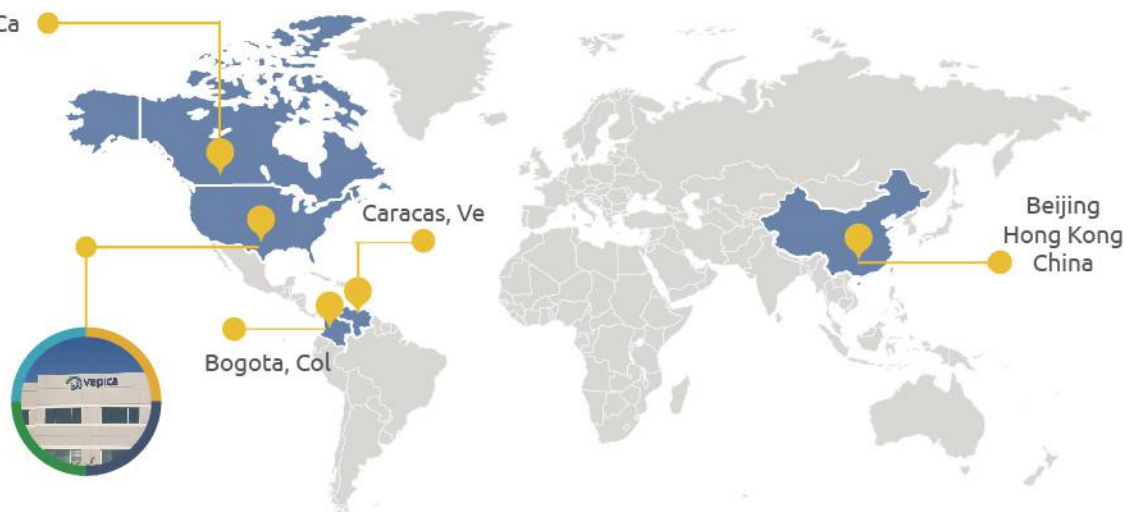 Ca
Caracas, Ve
Bogota, Col
Beijing
Hong Kong
China
vepica